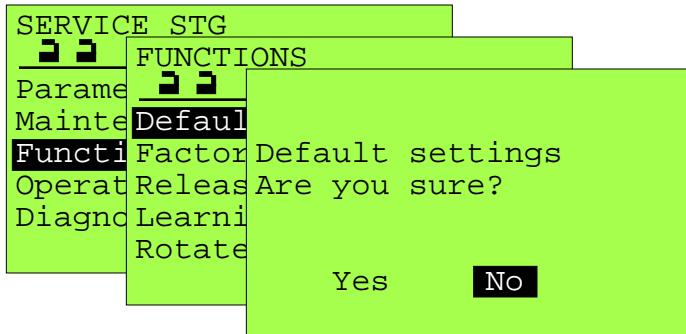 SERVICE STG
Parame
Mainte
Functi
Operat
Diagno
FUNCTIONS
Defaul
Factor
Releas
Learni
Rotate
Default settings
Are you sure?
Yes No